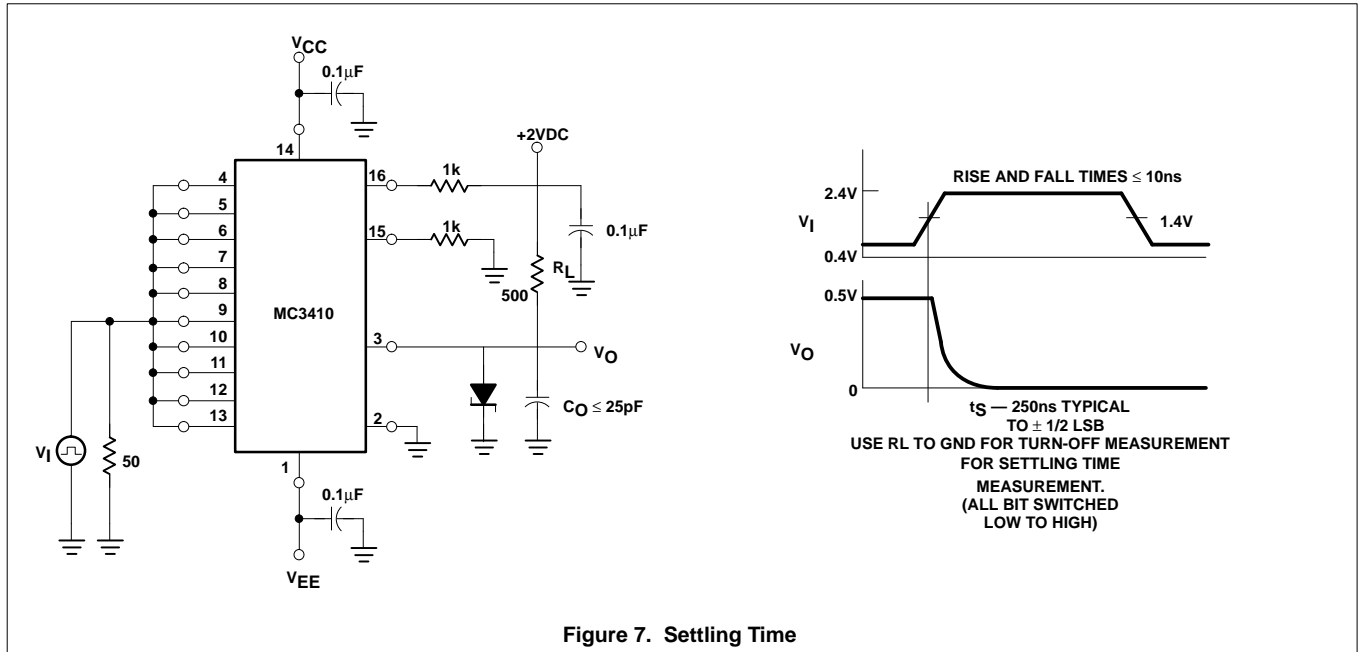 VCC
0.1μF
14
+2VDC
4
5
6
7
8
9
10
11
12
13
MC3410
16
1k
15
1k
0.1μF
RL
500
3
VO
CO ≤ 25pF
2
VI
50
1
0.1μF
VEE
RISE AND FALL TIMES ≤ 10ns
2.4V
VI
1.4V
0.4V
0.5V
VO
0
tS — 250ns TYPICAL
TO ± 1/2 LSB
USE RL TO GND FOR TURN-OFF MEASUREMENT
FOR SETTLING TIME
MEASUREMENT.
(ALL BIT SWITCHED
LOW TO HIGH)
Figure 7. Settling Time